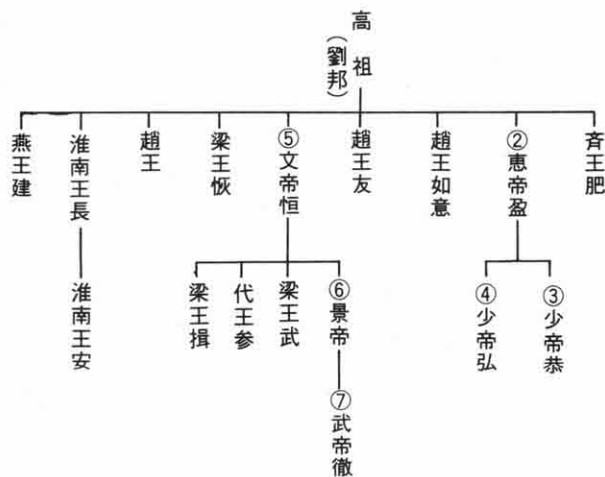 高祖
（劉邦）
斉王肥
②恵帝盈
趙王如意
趙王友
⑤文帝恒
梁王恢
趙王
淮南王長
燕王建
③少帝恭
④少帝弘
⑥景帝
梁王武
代王参
梁王揖
淮南王安
⑦武帝徹